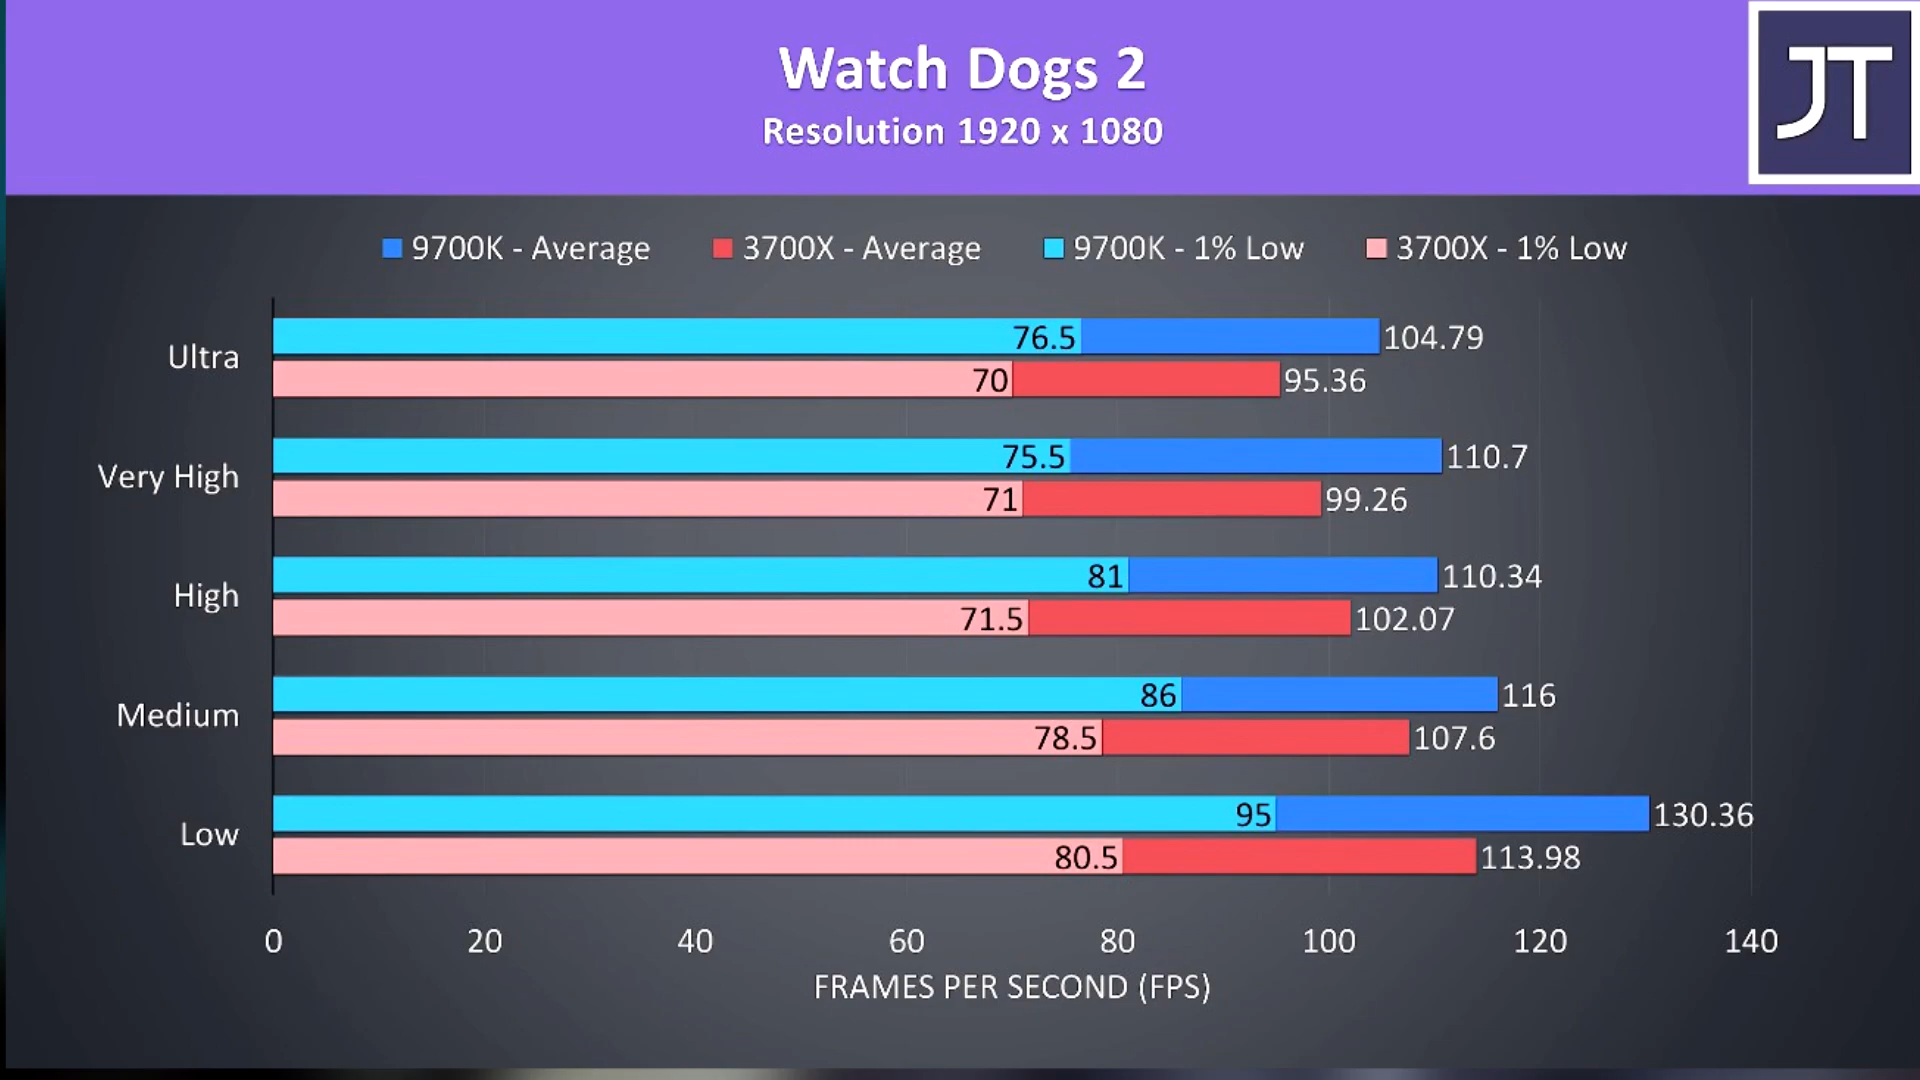 Watch Dogs 2
JT
Resolution 1920 x 1080
9700K - Average 3700X - Average 9700K - 1% Low 3700X - 1% Low
Ultra
76.5 104.79
70 95.36
Very High
75.5 110.7
71 99.26
High
81 110.34
71.5 102.07
Medium
86 116
78.5 107.6
Low
95 130.36
80.5 113.98
0 20 40 60 80 100 120 140
FRAMES PER SECOND (FPS)